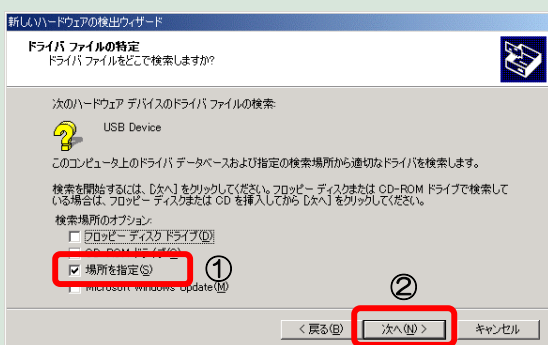 新しいハードウェアの検出ウィザード
ドライバ ファイルの特定
ドライバ ファイルをどこで検索しますか?
次のハードウェア デバイスのドライバ ファイルの検索:
USB Device
このコンピュータ上のドライバ データベースおよび指定の検索場所から適切なドライバを検索します。
検索を開始するには、[次へ] をクリックしてください。フロッピー ディスクまたは CD-ROM ドライブで検索して
いる場合は、フロッピー ディスクまたは CD を挿入してから [次へ] をクリックしてください。
検索場所のオプション:
フロッピー ディスク ドライブ(D)
CD-ROM ドライブ(C)
場所を指定(S) ①
Microsoft Windows Update(M)
②
< 戻る(B) 次へ(N) > キャンセル